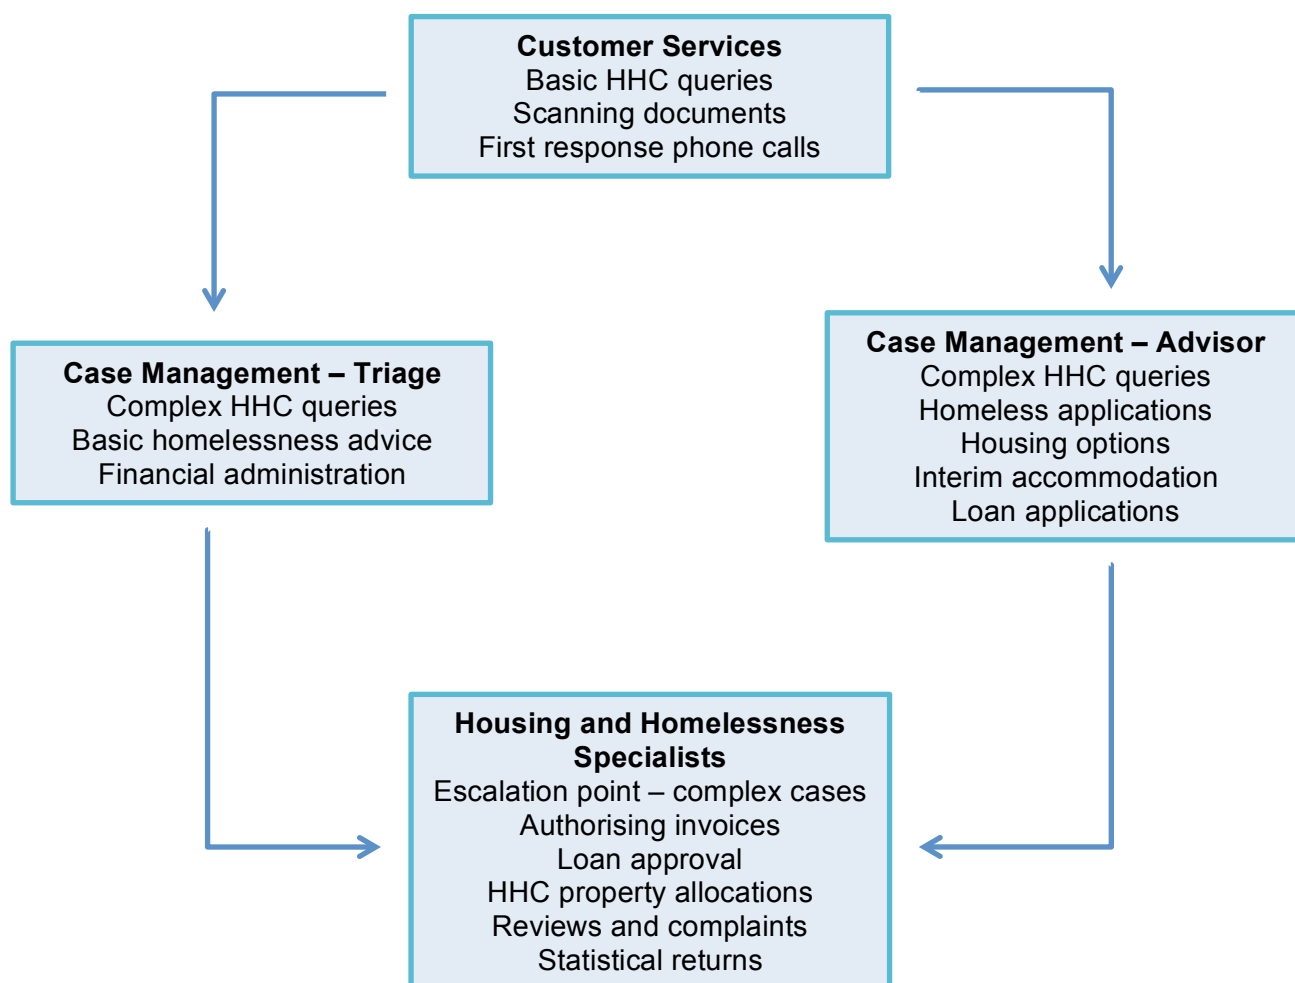 Customer Services
Basic HHC queries
Scanning documents
First response phone calls
Case Management – Triage
Complex HHC queries
Basic homelessness advice
Financial administration
Case Management – Advisor
Complex HHC queries
Homeless applications
Housing options
Interim accommodation
Loan applications
Housing and Homelessness
Specialists
Escalation point – complex cases
Authorising invoices
Loan approval
HHC property allocations
Reviews and complaints
Statistical returns